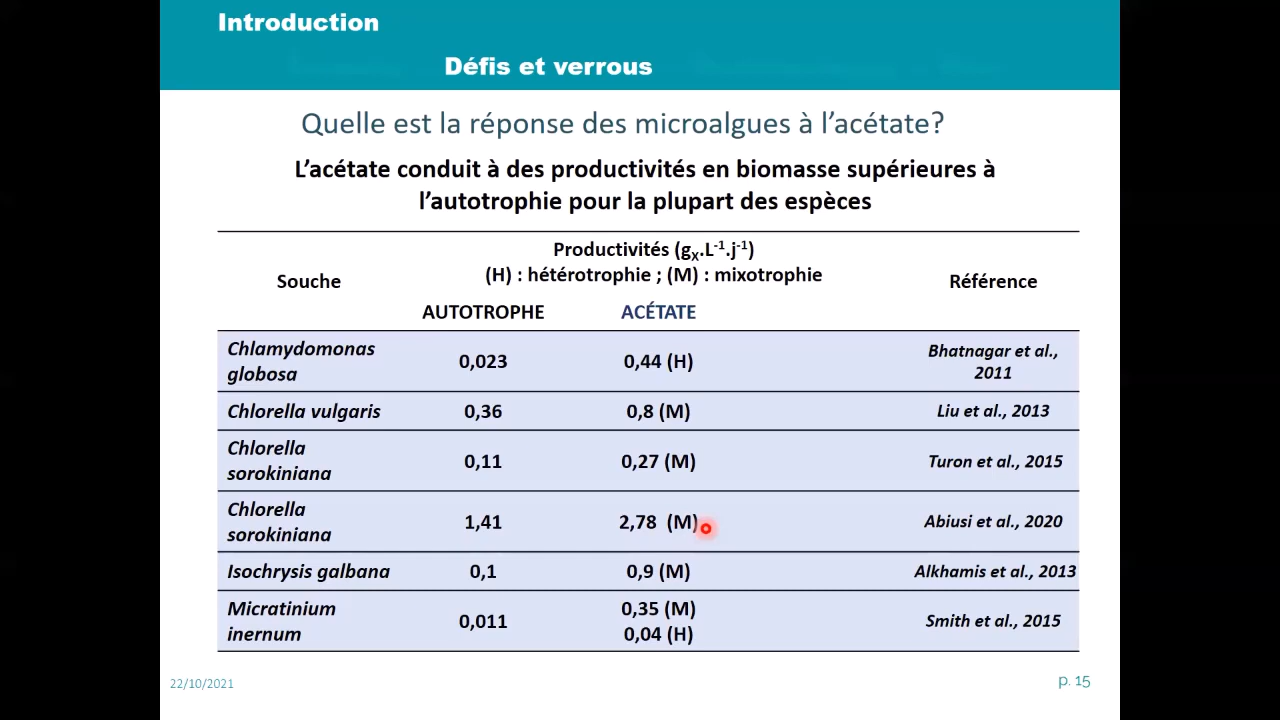 Introduction
Défis et verrous
Quelle est la réponse des microalgues à l’acétate?
L’acétate conduit à des productivités en biomasse supérieures à
l’autotrophie pour la plupart des espèces
Souche
Productivités (gX.L-1.j-1)
(H) : hétérotrophie ; (M) : mixotrophie
Référence
AUTOTROPHE ACÉTATE
Chlamydomonas
globosa
0,023 0,44 (H)
Bhatnagar et al.,
2011
Chlorella vulgaris 0,36 0,8 (M) Liu et al., 2013
Chlorella
sorokiniana
0,11 0,27 (M) Turon et al., 2015
Chlorella
sorokiniana
1,41 2,78 (M) Abiusi et al., 2020
Isochrysis galbana 0,1 0,9 (M) Alkhamis et al., 2013
Micratinium
inernum
0,011
0,35 (M)
0,04 (H)
Smith et al., 2015
22/10/2021
p. 15